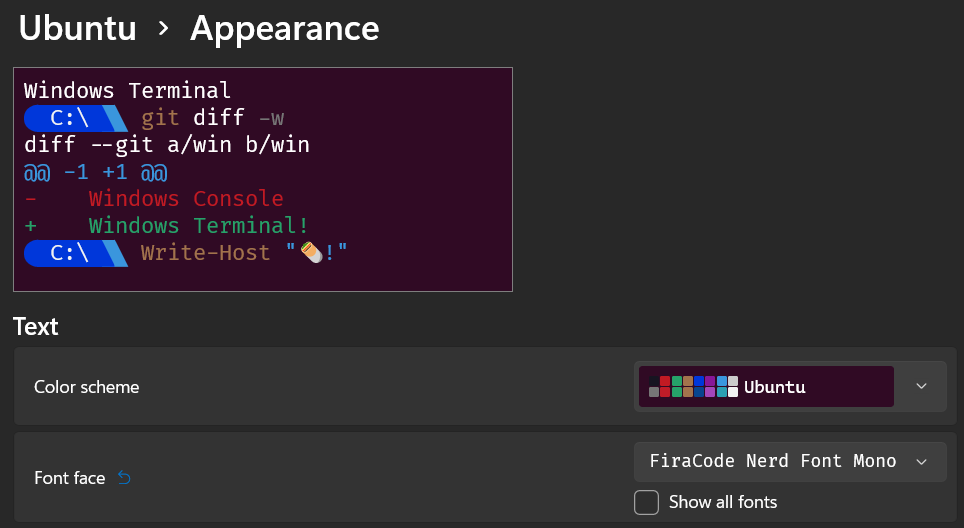 Ubuntu › Appearance
Windows Terminal
C:\ git diff -w
diff --git a/win b/win
@@ -1 +1 @@
-    Windows Console
+    Windows Terminal!
C:\ Write-Host "🌯!"
Text
Color scheme
Ubuntu
Font face
FiraCode Nerd Font Mono
Show all fonts